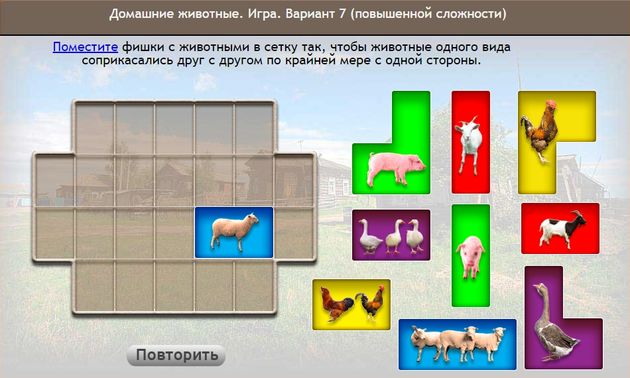 Домашние животные. Игра. Вариант 7 (повышенной сложности)
Поместите фишки с животными в сетку так, чтобы животные одного вида
соприкасались друг с другом по крайней мере с одной стороны.
Повторить